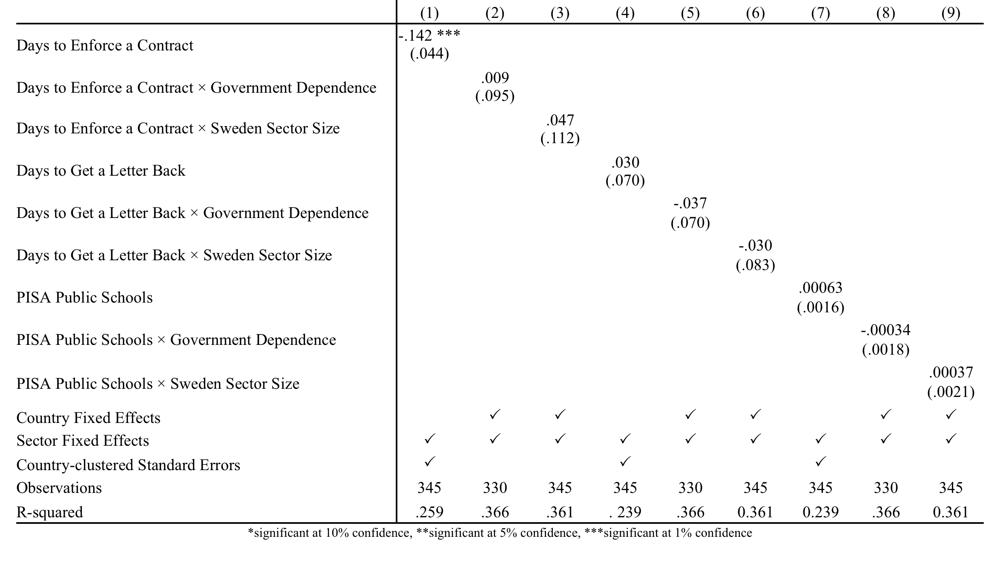 (1) (2) (3) (4) (5) (6) (7) (8) (9)
-.142 ***
Days to Enforce a Contract
(.044)
.009
Days to Enforce a Contract × Government Dependence
(.095)
.047
Days to Enforce a Contract × Sweden Sector Size
(.112)
.030
Days to Get a Letter Back
(.070)
-.037
Days to Get a Letter Back × Government Dependence
(.070)
-.030
Days to Get a Letter Back × Sweden Sector Size
(.083)
.00063
PISA Public Schools
(.0016)
-.00034
PISA Public Schools × Government Dependence
(.0018)
.00037
PISA Public Schools × Sweden Sector Size
(.0021)
Country Fixed Effects ✓ ✓ ✓ ✓ ✓ ✓
Sector Fixed Effects ✓ ✓ ✓ ✓ ✓ ✓ ✓ ✓ ✓
Country-clustered Standard Errors ✓ ✓ ✓
Observations 345 330 345 345 330 345 345 330 345
R-squared .259 .366 .361 . 239 .366 0.361 0.239 .366 0.361
*significant at 10% confidence, **significant at 5% confidence, ***significant at 1% confidence